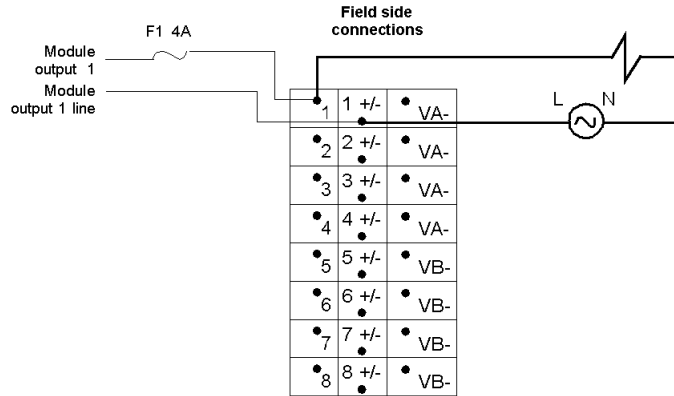 Field side
connections
F1 4A
Module
output 1
Module
output 1 line
L N
1 1 +/- VA-
2 2 +/- VA-
3 3 +/- VA-
4 4 +/- VA-
5 5 +/- VB-
6 6 +/- VB-
7 7 +/- VB-
8 8 +/- VB-